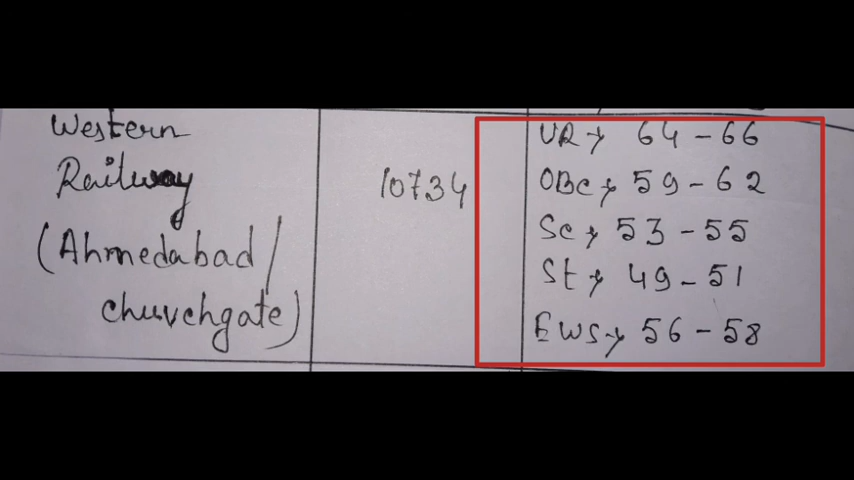 Western
Railway
(Ahmedabad/
chuvchgate)
10734
UR → 64 - 66
OBC → 59 - 62
SC → 53 - 55
St → 49 - 51
EWS → 56 - 58